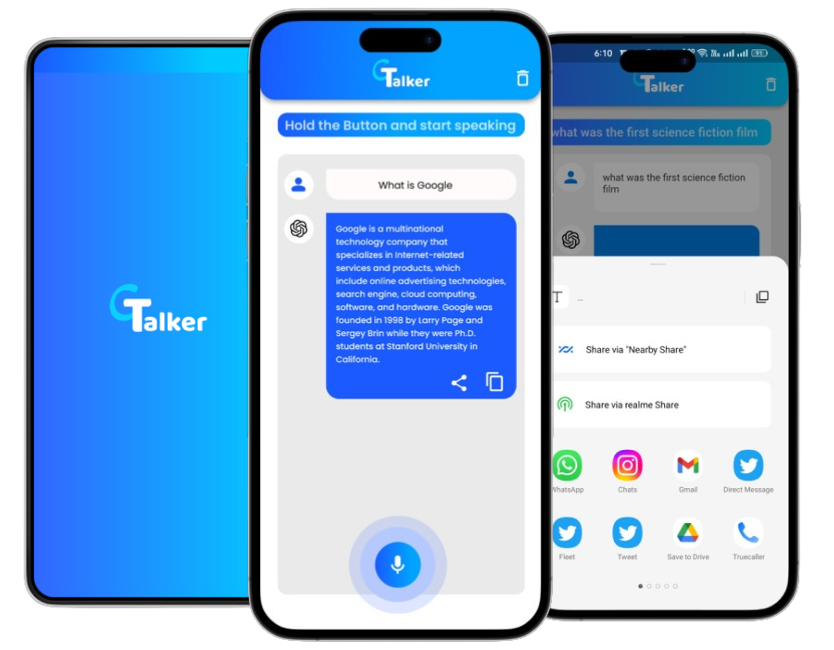 GTalker
GTalker
Hold the Button and start speaking
What is Google
Google is a multinational
technology company that
specializes in Internet-related
services and products, which
include online advertising technologies,
search engine, cloud computing,
software, and hardware. Google was
founded in 1998 by Larry Page and
Sergey Brin while they were Ph.D.
students at Stanford University in
California.
6:10
Talker
what was the first science fiction film
what was the first science fiction
film
T ...
Share via "Nearby Share"
Share via realme Share
WhatsApp
Chats
Gmail
Direct Message
Fleet
Tweet
Save to Drive
Truecaller